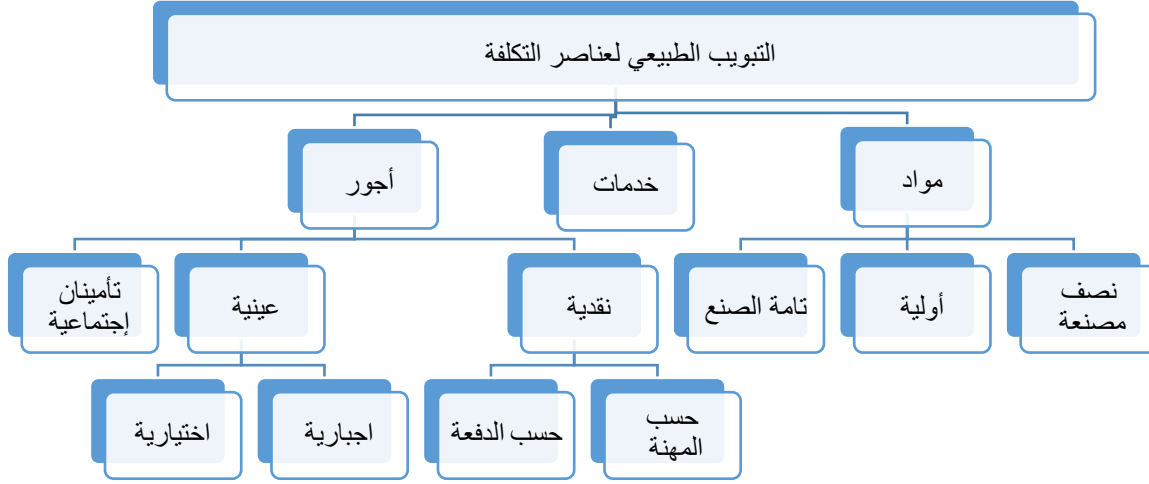 التبويب الطبيعي لعناصر التكلفة
مواد
خدمات
أجور
نصف
مصنعة
أولية
تامة الصنع
نقدية
عينية
تأمينان
إجتماعية
حسب
المهنة
حسب الدفعة
اجبارية
اختيارية